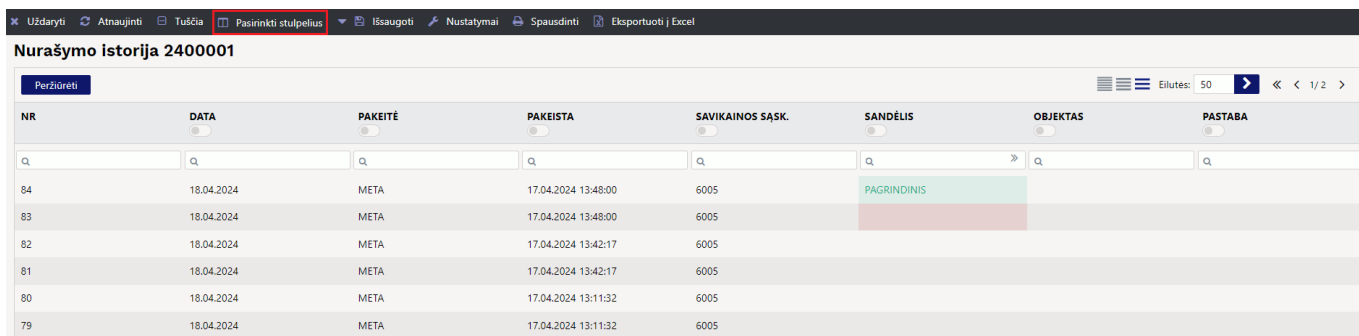 Uždaryti Atnaujinti Tuščia Pasirinkti stulpelius Išsaugoti Nustatymai Spausdinti Eksportuoti į Excel
Nurašymo istorija 2400001
Peržiūrėti Eilutės: 50 1/2
NR DATA PAKEITĖ PAKEISTA SAVIKAINOS SĄSK. SANDĖLIS OBJEKTAS PASTABA
84 18.04.2024 META 17.04.2024 13:48:00 6005 PAGRINDINIS
83 18.04.2024 META 17.04.2024 13:48:00 6005
82 18.04.2024 META 17.04.2024 13:42:17 6005
81 18.04.2024 META 17.04.2024 13:42:17 6005
80 18.04.2024 META 17.04.2024 13:11:32 6005
79 18.04.2024 META 17.04.2024 13:11:32 6005